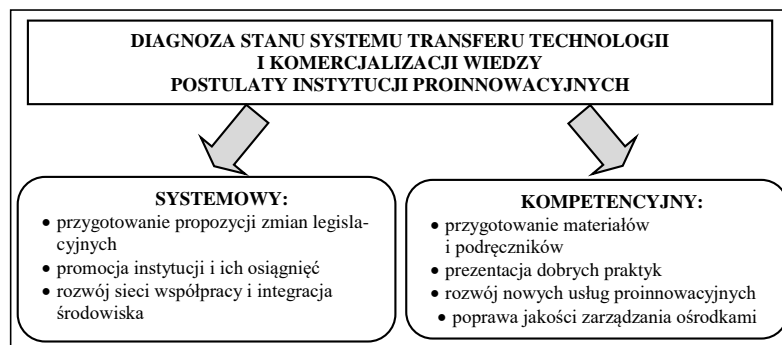 DIAGNOZA STANU SYSTEMU TRANSFERU TECHNOLOGII
I KOMERCJALIZACJI WIEDZY
POSTULATY INSTYTUCJI PROINNOWACYJNYCH
SYSTEMOWY:
• przygotowanie propozycji zmian legisla-
cyjnych
• promocja instytucji i ich osiągnięć
• rozwój sieci współpracy i integracja
środowiska
KOMPETENCYJNY:
• przygotowanie materiałów
i podręczników
• prezentacja dobrych praktyk
• rozwój nowych usług proinnowacyjnych
• poprawa jakości zarządzania ośrodkami